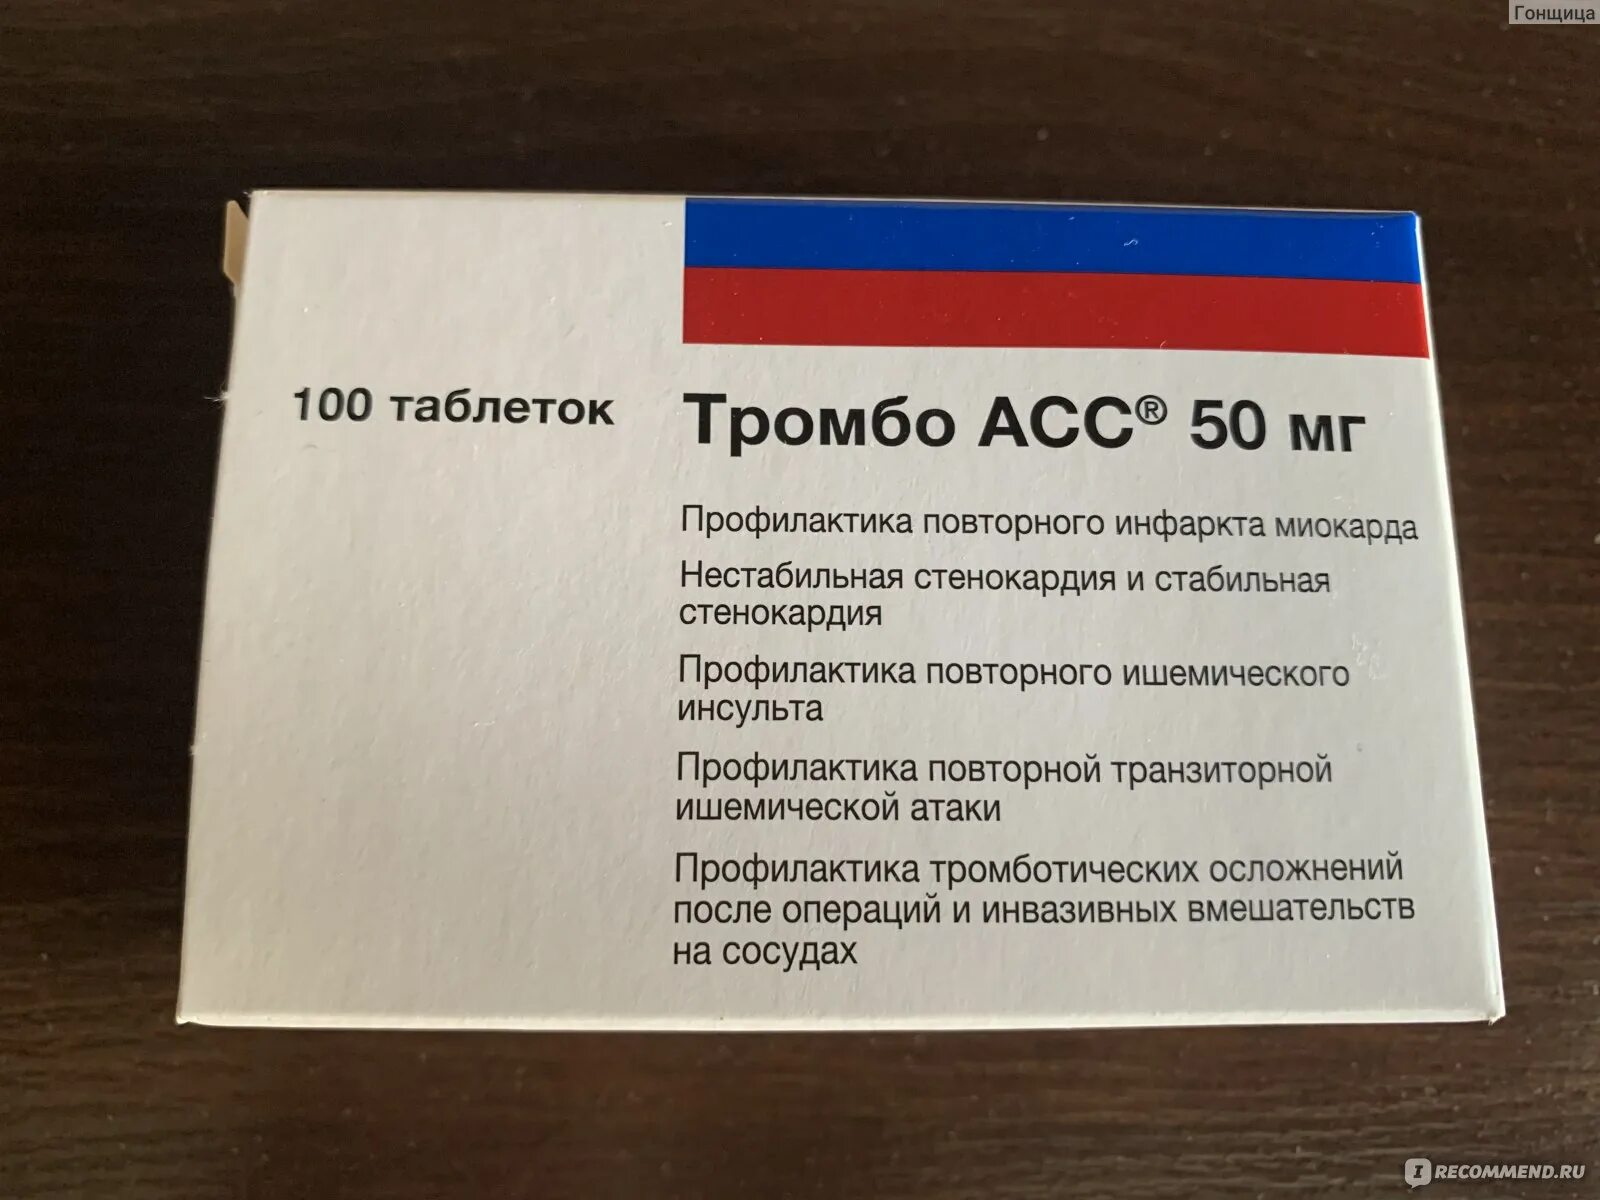 Гонщица
100 таблеток
Тромбо АСС® 50 мг
Профилактика повторного инфаркта миокарда
Нестабильная стенокардия и стабильная
стенокардия
Профилактика повторного ишемического
инсульта
Профилактика повторной транзиторной
ишемической атаки
Профилактика тромботических осложнений
после операций и инвазивных вмешательств
на сосудах
I RECOMMEND.RU